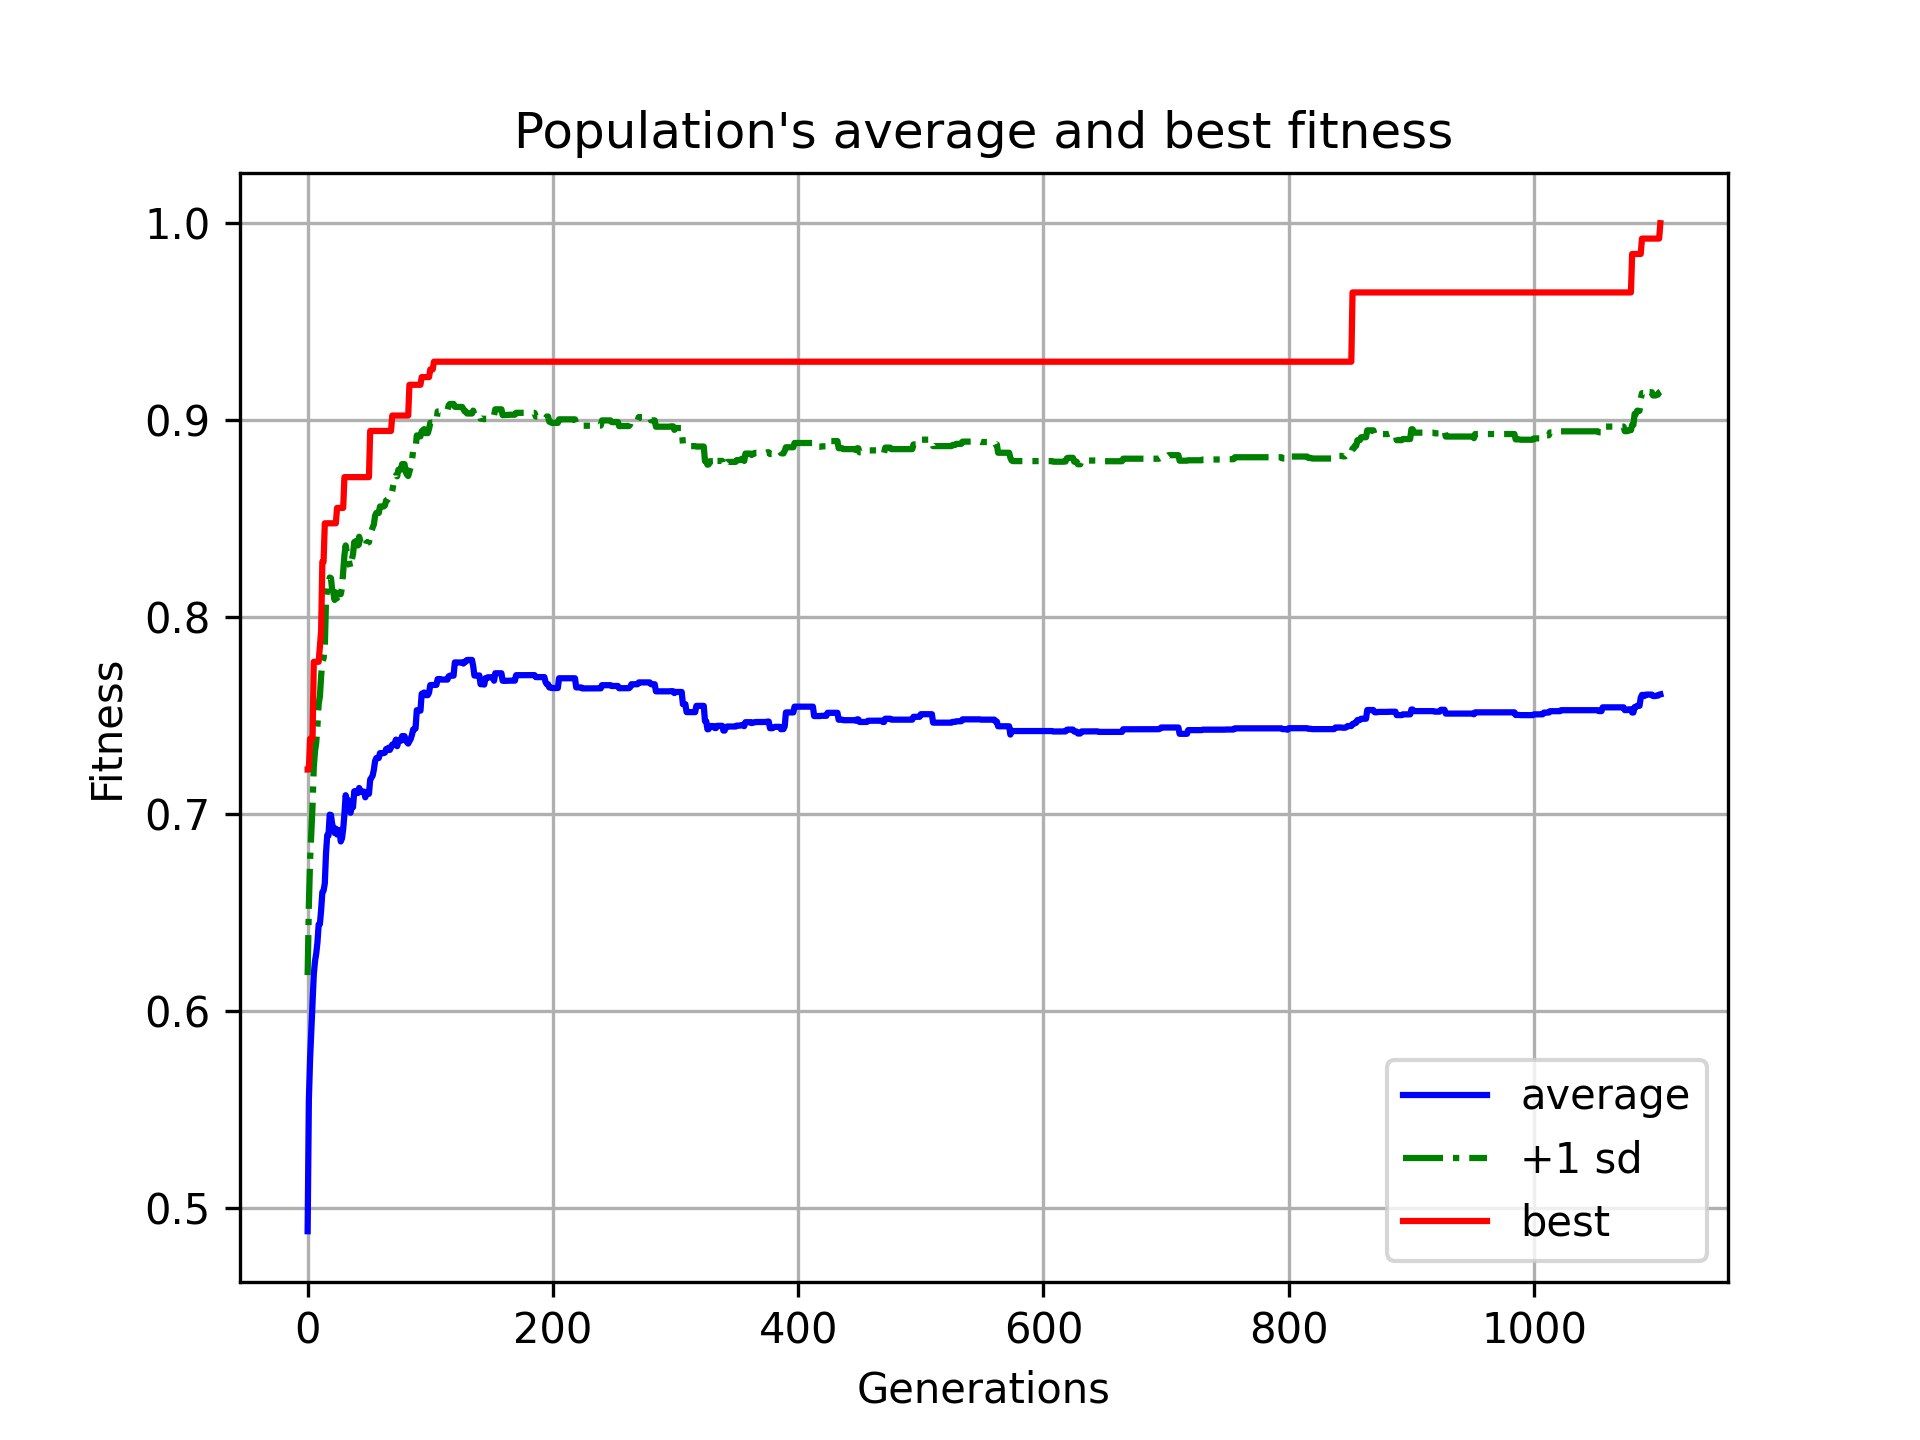 Population's average and best fitness
1.0
0.9
0.8
0.7
0.6
0.5
Fitness
0 200 400 600 800 1000
Generations
average
+1 sd
best